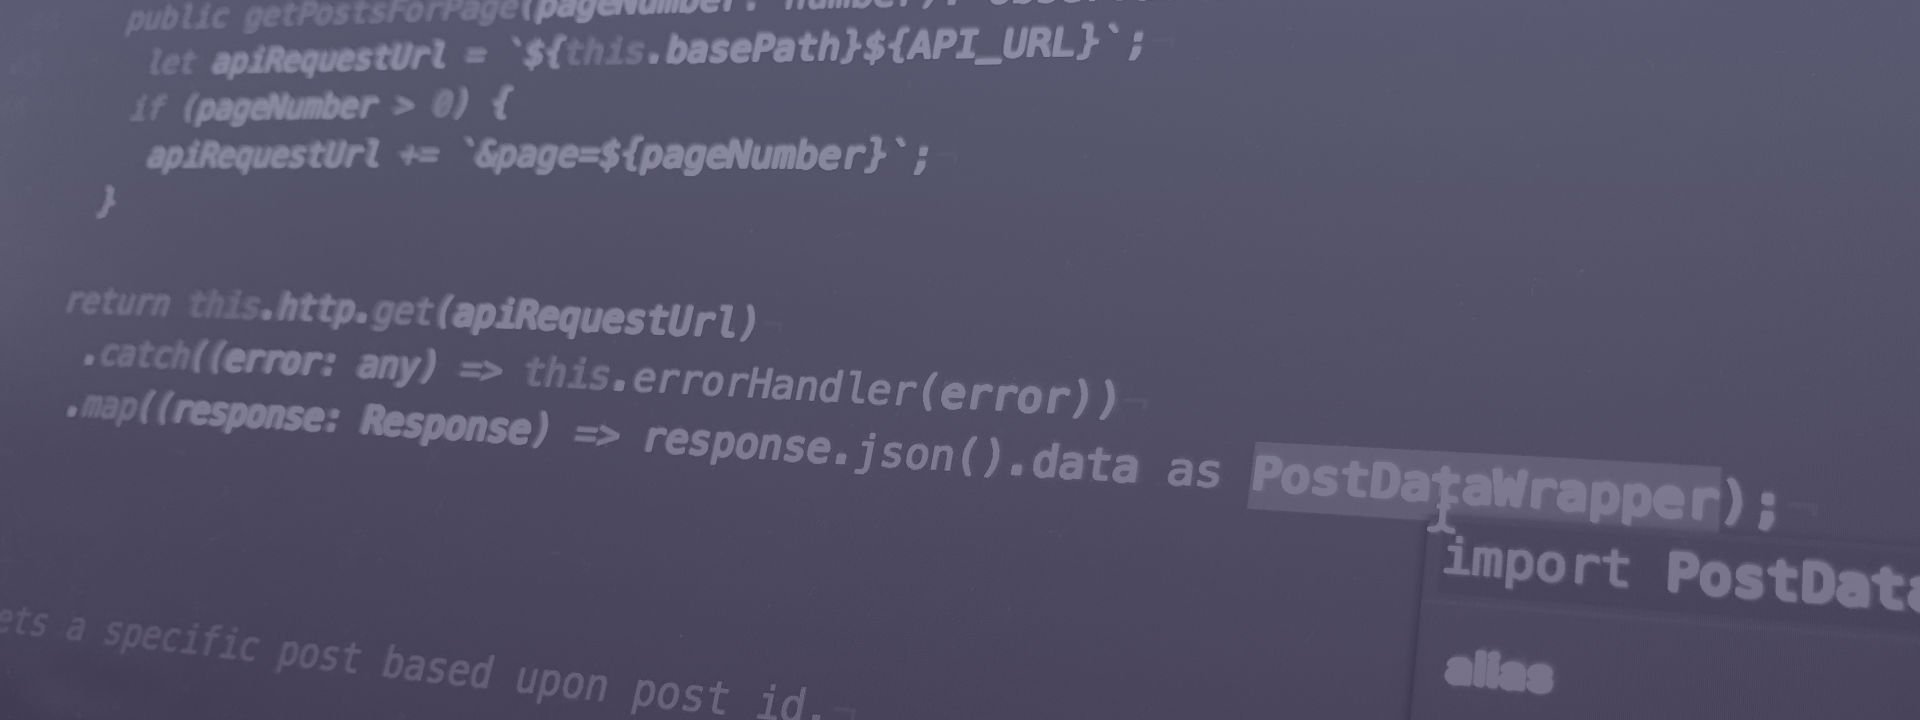 public getPostsForPage(pageNumber: number):
let apiRequestUrl = `${this.basePath}${API_URL}`;
if (pageNumber > 0) {
apiRequestUrl += `&page=${pageNumber}`;
}
return this.http.get(apiRequestUrl)
.catch((error: any) => this.errorHandler(error))
.map((response: Response) => response.json().data as PostDataWrapper);
import PostData
alias
ets a specific post based upon post id.